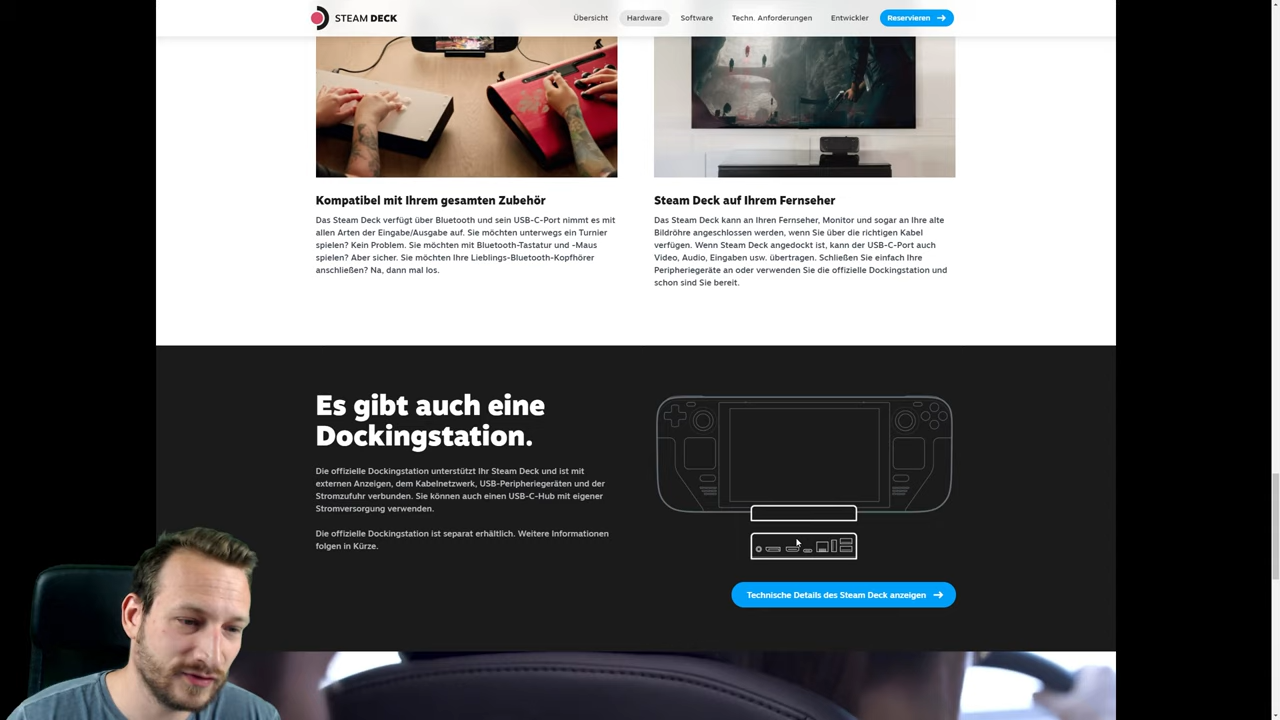 STEAM DECK
Übersicht Hardware Software Techn. Anforderungen Entwickler Reservieren →
Kompatibel mit Ihrem gesamten Zubehör
Das Steam Deck verfügt über Bluetooth und sein USB-C-Port nimmt es mit
allen Arten der Eingabe/Ausgabe auf. Sie möchten unterwegs ein Turnier
spielen? Kein Problem. Sie möchten mit Bluetooth-Tastatur und -Maus
spielen? Aber sicher. Sie möchten Ihre Lieblings-Bluetooth-Kopfhörer
anschließen? Na, dann mal los.
Steam Deck auf Ihrem Fernseher
Das Steam Deck kann an Ihren Fernseher, Monitor und sogar an Ihre alte
Bildröhre angeschlossen werden, wenn Sie über die richtigen Kabel
verfügen. Wenn Steam Deck angedockt ist, kann der USB-C-Port auch
Video, Audio, Eingaben usw. übertragen. Schließen Sie einfach Ihre
Peripheriegeräte an oder verwenden Sie die offizielle Dockingstation und
schon sind Sie bereit.
Es gibt auch eine
Dockingstation.
Die offizielle Dockingstation unterstützt Ihr Steam Deck und ist mit
externen Anzeigen, dem Kabelnetzwerk, USB-Peripheriegeräten und der
Stromzufuhr verbunden. Sie können auch einen USB-C-Hub mit eigener
Stromversorgung verwenden.
Die offizielle Dockingstation ist separat erhältlich. Weitere Informationen
folgen in Kürze.
Technische Details des Steam Deck anzeigen →